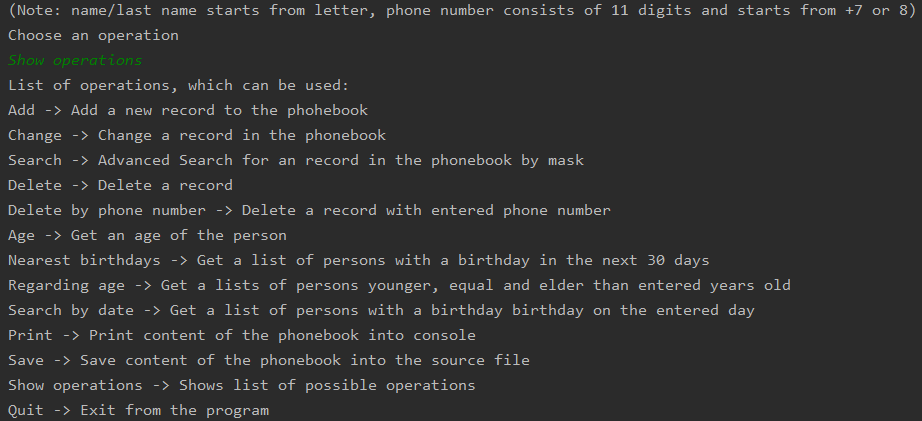 (Note: name/last name starts from letter, phone number consists of 11 digits and starts from +7 or 8)
Choose an operation
Show operations
List of operations, which can be used:
Add -> Add a new record to the phohebook
Change -> Change a record in the phonebook
Search -> Advanced Search for an record in the phonebook by mask
Delete -> Delete a record
Delete by phone number -> Delete a record with entered phone number
Age -> Get an age of the person
Nearest birthdays -> Get a list of persons with a birthday in the next 30 days
Regarding age -> Get a lists of persons younger, equal and elder than entered years old
Search by date -> Get a list of persons with a birthday birthday on the entered day
Print -> Print content of the phonebook into console
Save -> Save content of the phonebook into the source file
Show operations -> Shows list of possible operations
Quit -> Exit from the program